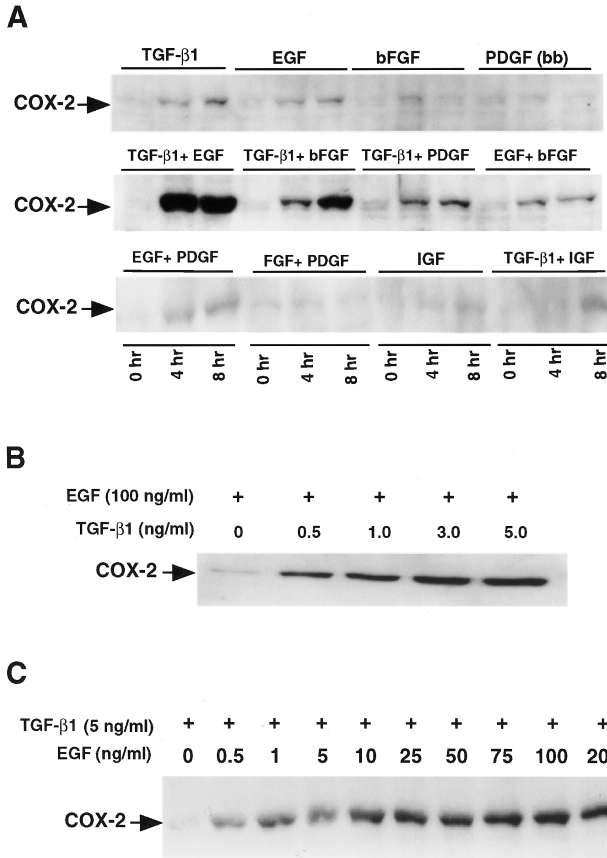 A
TGF-β1 EGF bFGF PDGF (bb)
COX-2
TGF-β1+ EGF TGF-β1+ bFGF TGF-β1+ PDGF EGF+ bFGF
COX-2
EGF+ PDGF FGF+ PDGF IGF TGF-β1+ IGF
COX-2
0 hr 4 hr 8 hr 0 hr 4 hr 8 hr 0 hr 4 hr 8 hr 0 hr 4 hr 8 hr
B
EGF (100 ng/ml) + + + + +
TGF-β1 (ng/ml) 0 0.5 1.0 3.0 5.0
COX-2
C
TGF-β1 (5 ng/ml) + + + + + + + + + +
EGF (ng/ml) 0 0.5 1 5 10 25 50 75 100 20
COX-2